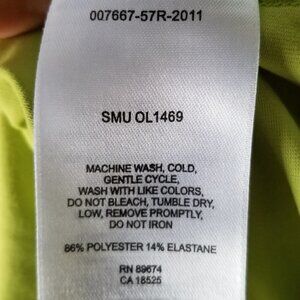 007667-57R-2011
SMU OL1469
MACHINE WASH, COLD,
GENTLE CYCLE,
WASH WITH LIKE COLORS,
DO NOT BLEACH, TUMBLE DRY,
LOW, REMOVE PROMPTLY,
DO NOT IRON
86% POLYESTER 14% ELASTANE
RN 89674
CA 18525